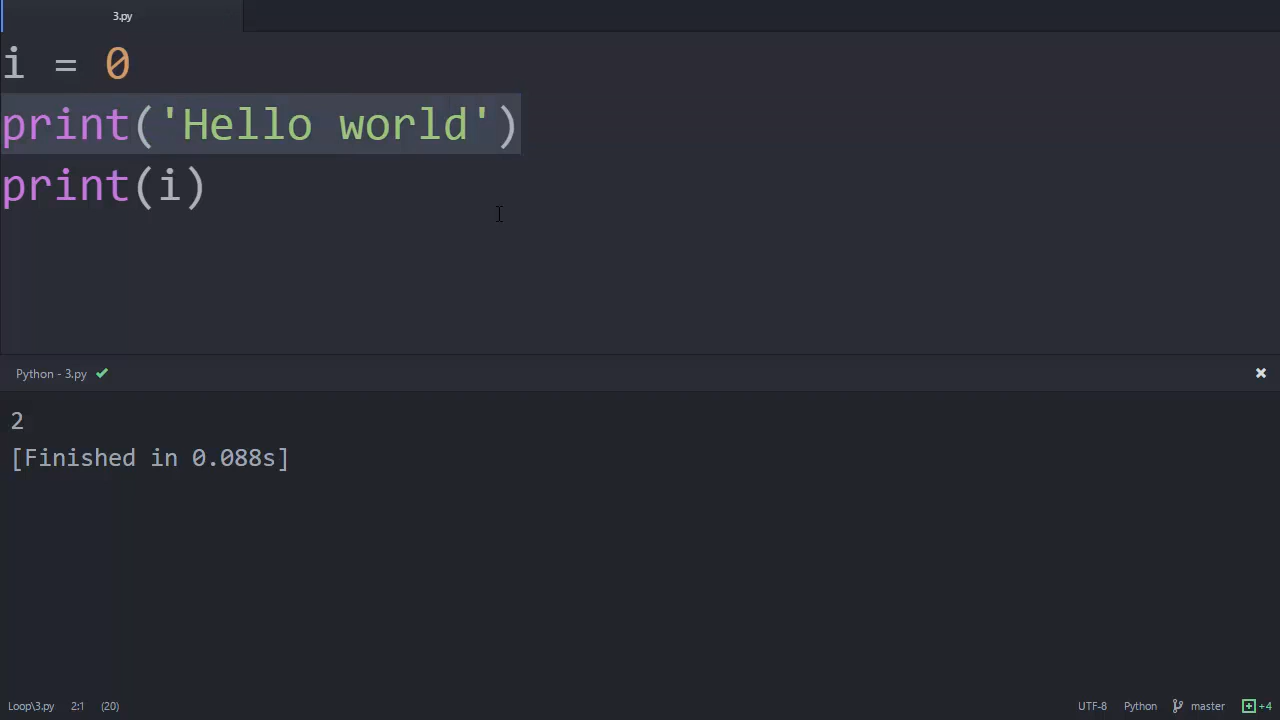 3.py
i = 0
print('Hello world')
print(i)
Python - 3.py
2
[Finished in 0.088s]
Loop\3.py 2:1 (20) UTF-8 Python master +4